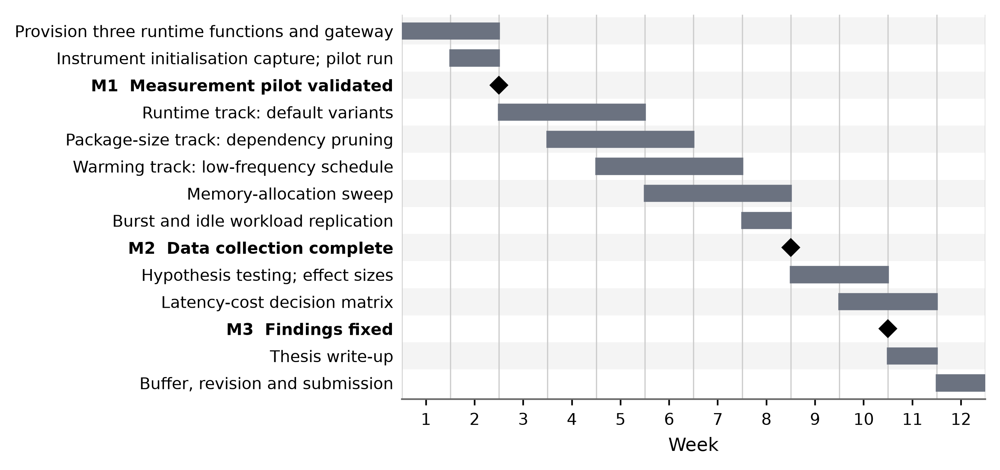 Provision three runtime functions and gateway
Instrument initialisation capture; pilot run
M1 Measurement pilot validated
Runtime track: default variants
Package-size track: dependency pruning
Warming track: low-frequency schedule
Memory-allocation sweep
Burst and idle workload replication
M2 Data collection complete
Hypothesis testing; effect sizes
Latency-cost decision matrix
M3 Findings fixed
Thesis write-up
Buffer, revision and submission
1 2 3 4 5 6 7 8 9 10 11 12
Week